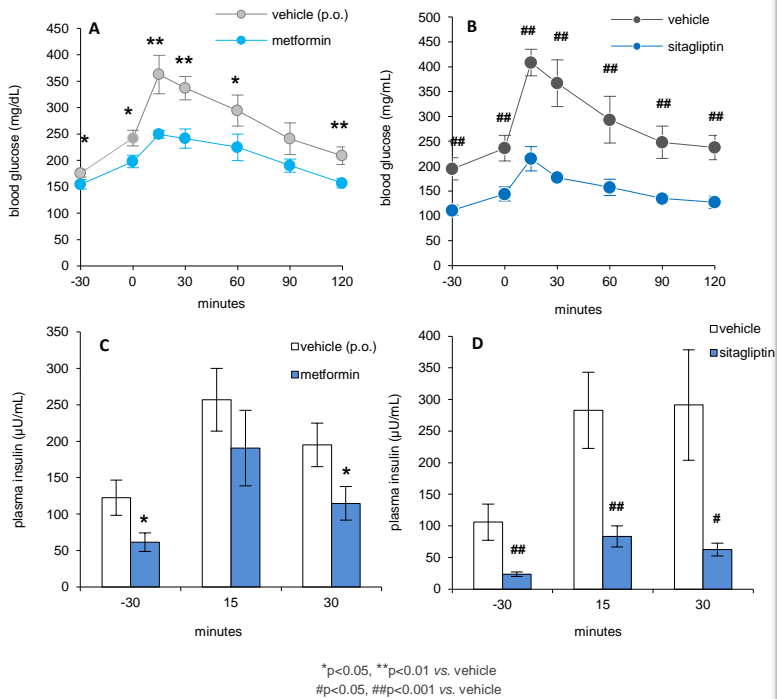 A
vehicle (p.o.)
metformin
blood glucose (mg/dL)
450
400
350
300
250
200
150
100
50
0
** ** * * * **
-30 0 30 60 90 120
minutes
B
vehicle
sitagliptin
blood glucose (mg/mL)
500
450
400
350
300
250
200
150
100
50
0
## ## ## ## ## ## ##
-30 0 30 60 90 120
minutes
C
vehicle (p.o.)
metformin
plasma insulin (µU/mL)
350
300
250
200
150
100
50
0
* *
-30 15 30
minutes
D
vehicle
sitagliptin
plasma insulin (µU/mL)
400
350
300
250
200
150
100
50
0
## ## #
-30 15 30
minutes
*p<0.05, **p<0.01 vs. vehicle
#p<0.05, ##p<0.001 vs. vehicle